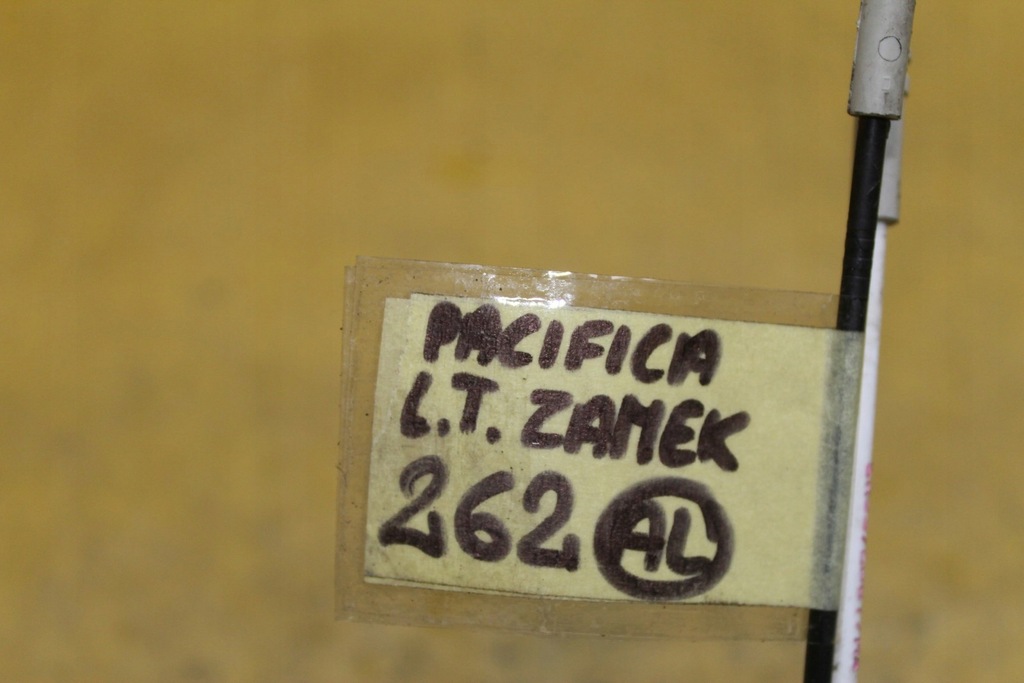 PACIFICA
L.T. ZAMEK
262 AL